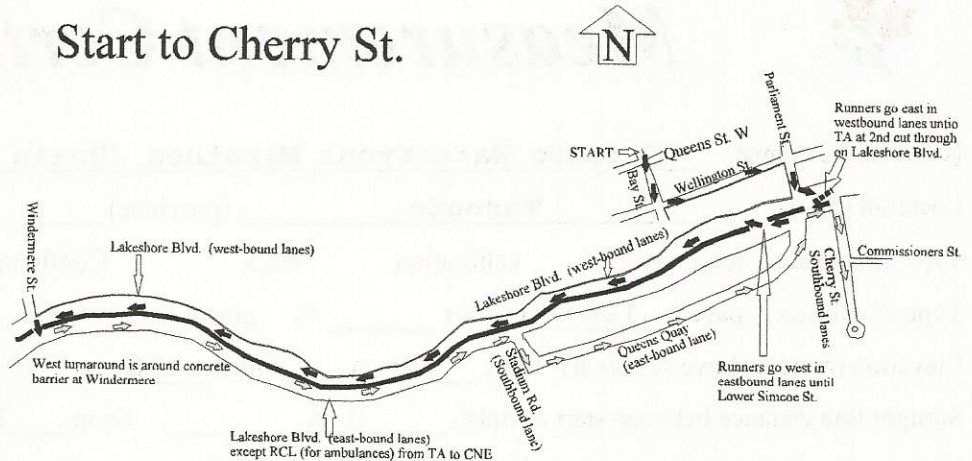 Start to Cherry St.
N
START
Queens St. W
Bay St.
Wellington St.
Parliament St.
Runners go east in
westbound lanes untio
TA at 2nd cut through
on Lakeshore Blvd.
Windermere St.
Lakeshore Blvd. (west-bound lanes)
Lakeshore Blvd. (west-bound lanes)
Commissioners St.
Cherry St.
Southbound lanes
Queens Quay
(east-bound lane)
Stadium Rd.
(Southbound lane)
West turnaround is around concrete
barrier at Windermere
Runners go west in
eastbound lanes until
Lower Simcoe St.
Lakeshore Blvd. (east-bound lanes)
except RCL (for ambulances) from TA to CNE